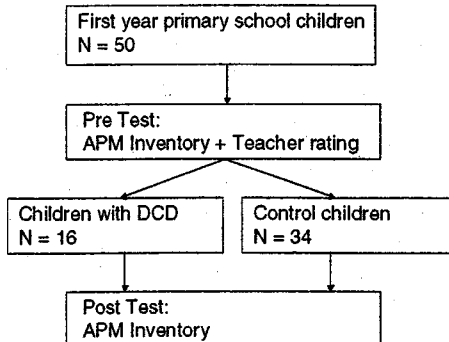 First year primary school children
N = 50
Pre Test:
APM Inventory + Teacher rating
Children with DCD
N = 16
Control children
N = 34
Post Test:
APM Inventory